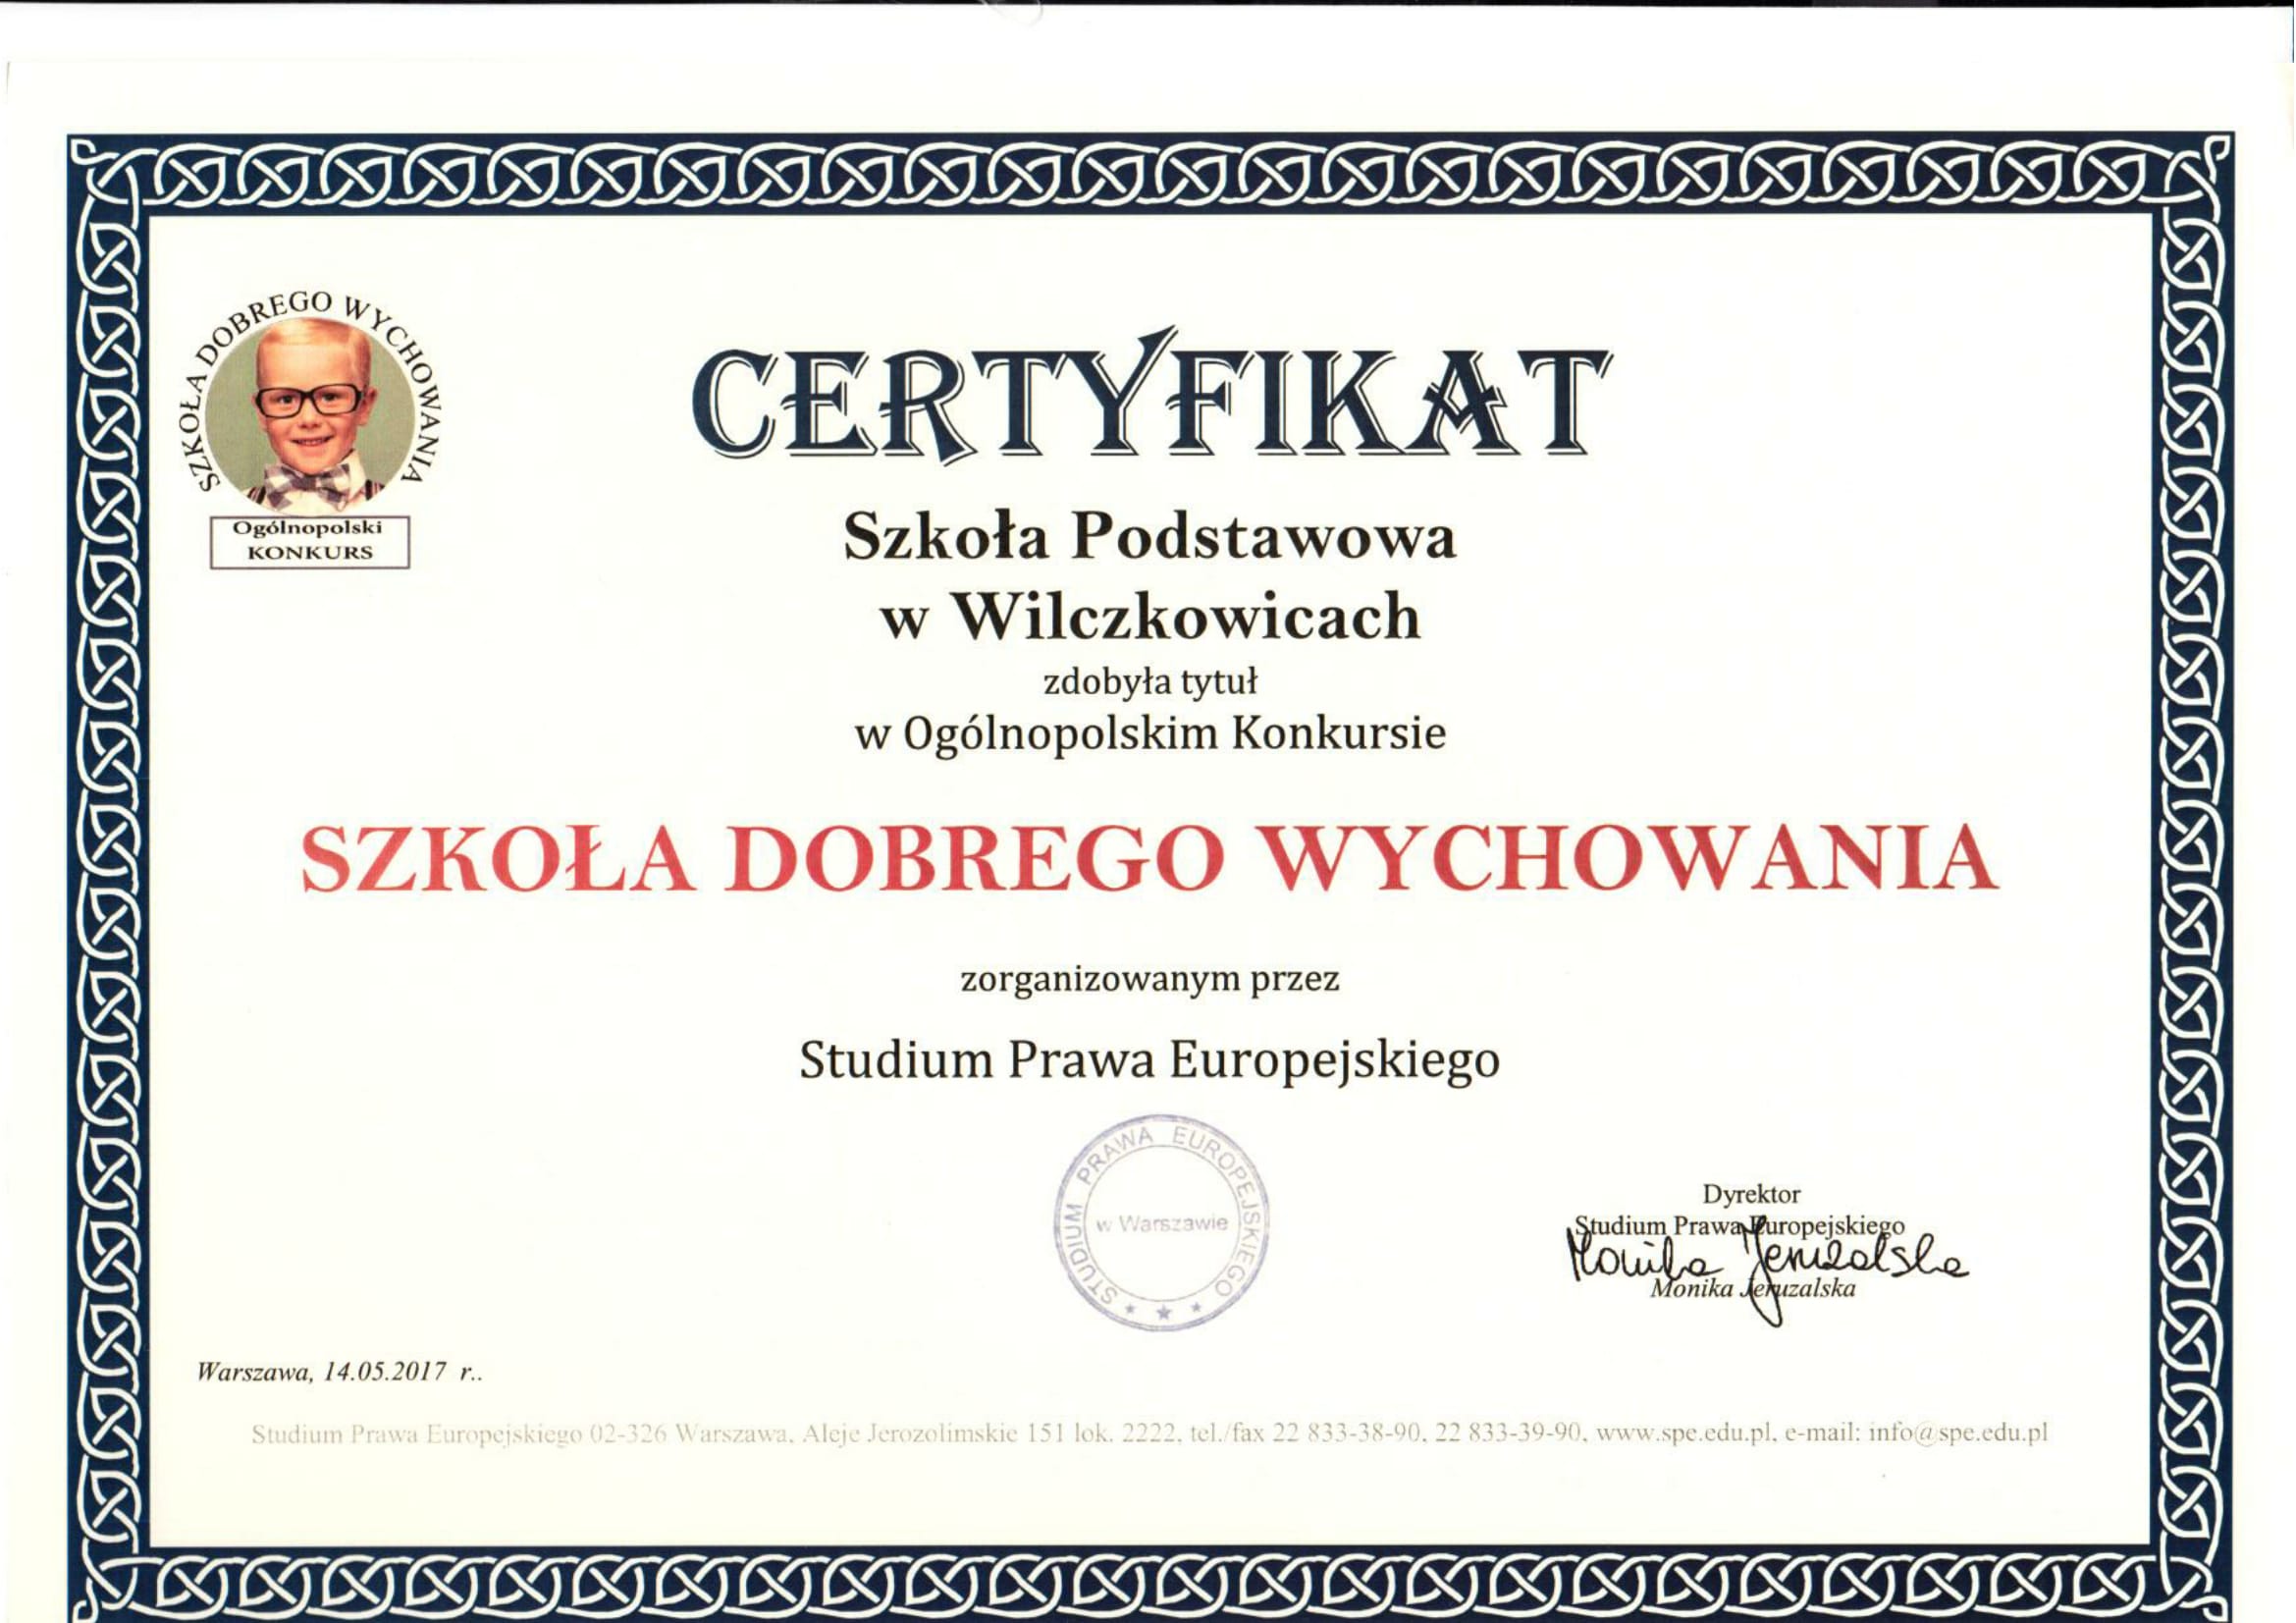 SZKOŁA DOBREGO WYCHOWANIA
Ogólnopolski
KONKURS
CERTYFIKAT
Szkoła Podstawowa
w Wilczkowicach
zdobyła tytuł
w Ogólnopolskim Konkursie
SZKOŁA DOBREGO WYCHOWANIA
zorganizowanym przez
Studium Prawa Europejskiego
STUDIUM PRAWA EUROPEJSKIEGO
w Warszawie
Dyrektor
Studium Prawa Europejskiego
Monika Jeruzalska
Monika Jeruzalska
Warszawa, 14.05.2017 r..
Studium Prawa Europejskiego 02-326 Warszawa, Aleje Jerozolimskie 151 lok. 2222, tel./fax 22 833-38-90, 22 833-39-90, www.spe.edu.pl, e-mail: info@spe.edu.pl